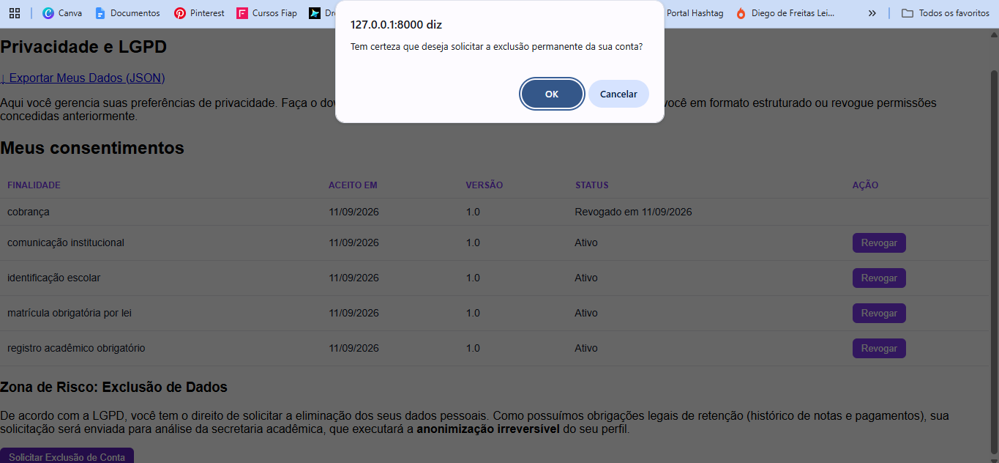 Canva
Documentos
Pinterest
Cursos Fiap
Portal Hashtag
Diego de Freitas Lei...
Todos os favoritos
127.0.0.1:8000 diz
Tem certeza que deseja solicitar a exclusão permanente da sua conta?
OK
Cancelar
Privacidade e LGPD
↓ Exportar Meus Dados (JSON)
Aqui você gerencia suas preferências de privacidade. Faça o você em formato estruturado ou revogue permissões
concedidas anteriormente.
Meus consentimentos
FINALIDADE ACEITO EM VERSÃO STATUS AÇÃO
cobrança 11/09/2026 1.0 Revogado em 11/09/2026
comunicação institucional 11/09/2026 1.0 Ativo Revogar
identificação escolar 11/09/2026 1.0 Ativo Revogar
matrícula obrigatória por lei 11/09/2026 1.0 Ativo Revogar
registro acadêmico obrigatório 11/09/2026 1.0 Ativo Revogar
Zona de Risco: Exclusão de Dados
De acordo com a LGPD, você tem o direito de solicitar a eliminação dos seus dados pessoais. Como possuímos obrigações legais de retenção (histórico de notas e pagamentos), sua
solicitação será enviada para análise da secretaria acadêmica, que executará a anonimização irreversível do seu perfil.
Solicitar Exclusão de Conta